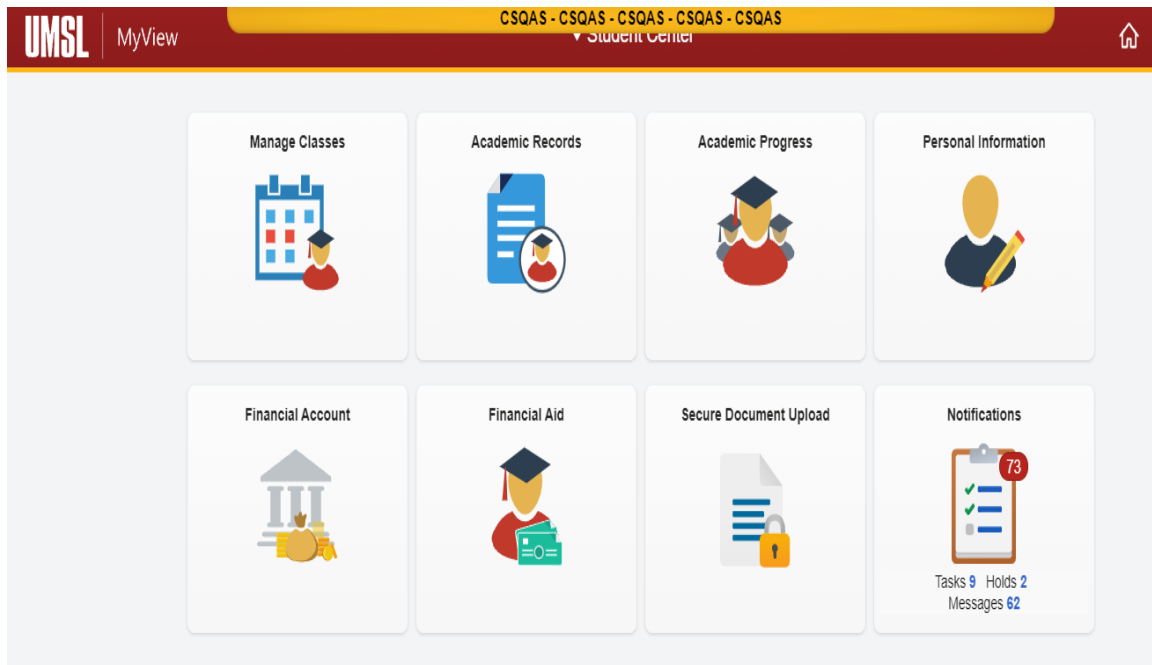 CSQAS - CSQAS - CSQAS - CSQAS - CSQAS
UMSL MyView
Student Center
Manage Classes
Academic Records
Academic Progress
Personal Information
Financial Account
Financial Aid
Secure Document Upload
Notifications
73
Tasks 9 Holds 2
Messages 62